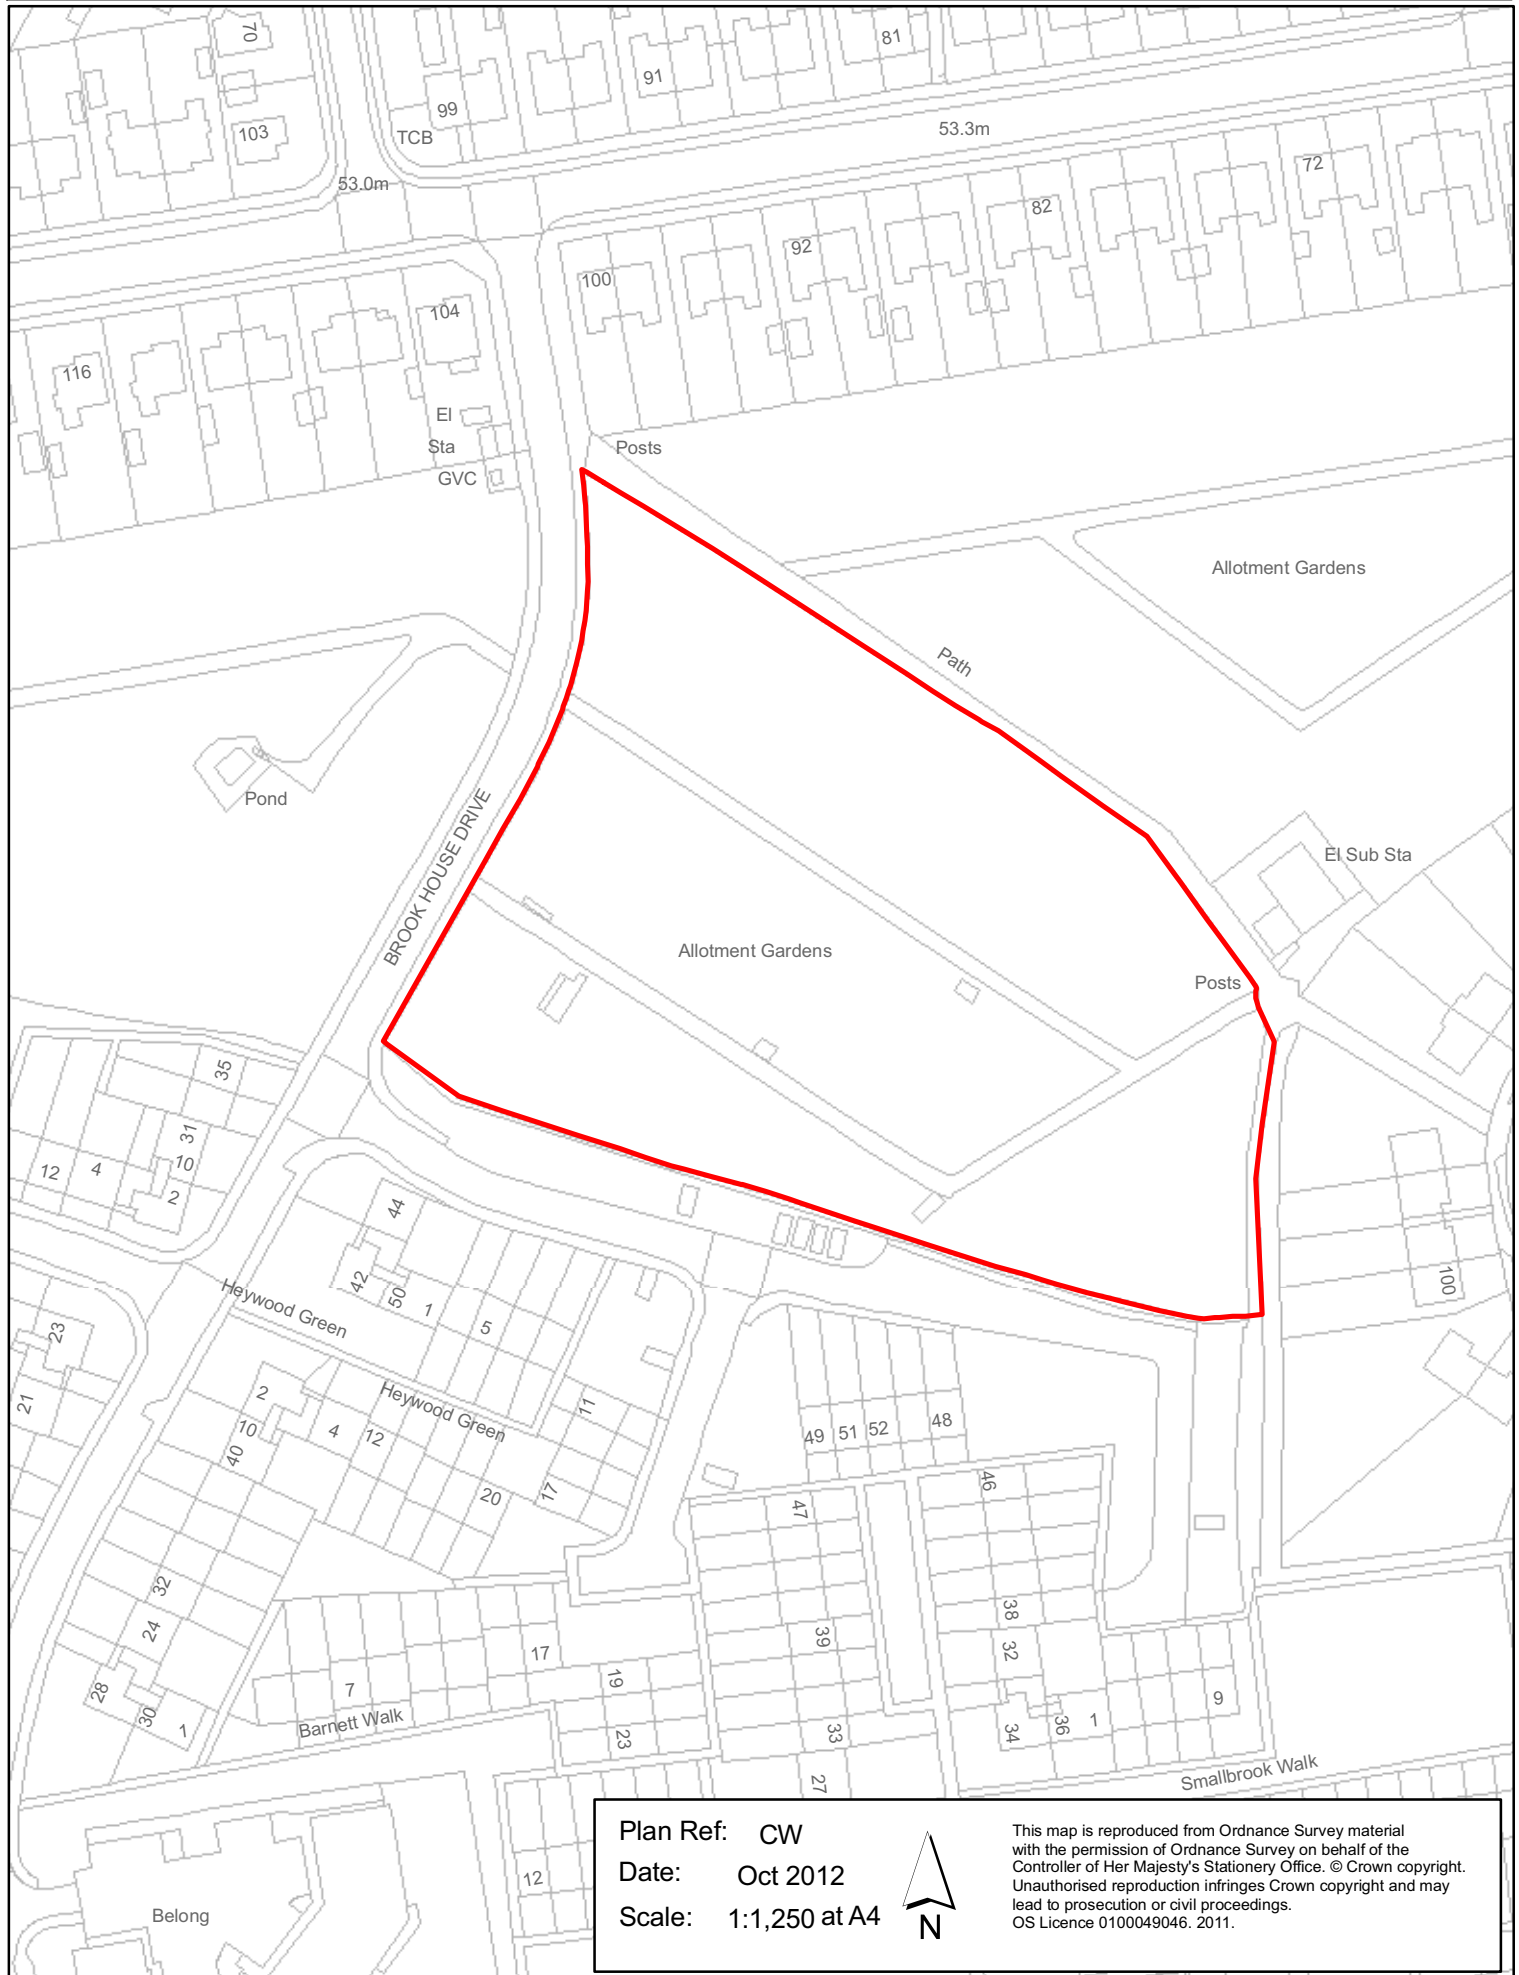 70
81
91
99
103
TCB
53.3m
53.0m
72
82
92
100
104
116
El
Sta
GVC
Posts
Allotment Gardens
Path
Pond
BROOK HOUSE DRIVE
El Sub Sta
Allotment Gardens
Posts
35
31
10
2
12
4
44
42
50
1
5
100
Heywood Green
23
21
2
10
40
4
12
Heywood Green
11
20
17
49
51
52
48
46
47
32
24
28
30
1
7
17
19
23
39
33
27
38
32
34
36
1
9
Barnett Walk
Smallbrook Walk
12
Belong
Plan Ref: CW
Date: Oct 2012
Scale: 1:1,250 at A4
N
This map is reproduced from Ordnance Survey material
with the permission of Ordnance Survey on behalf of the
Controller of Her Majesty's Stationery Office. © Crown copyright.
Unauthorised reproduction infringes Crown copyright and may
lead to prosecution or civil proceedings.
OS Licence 0100049046. 2011.